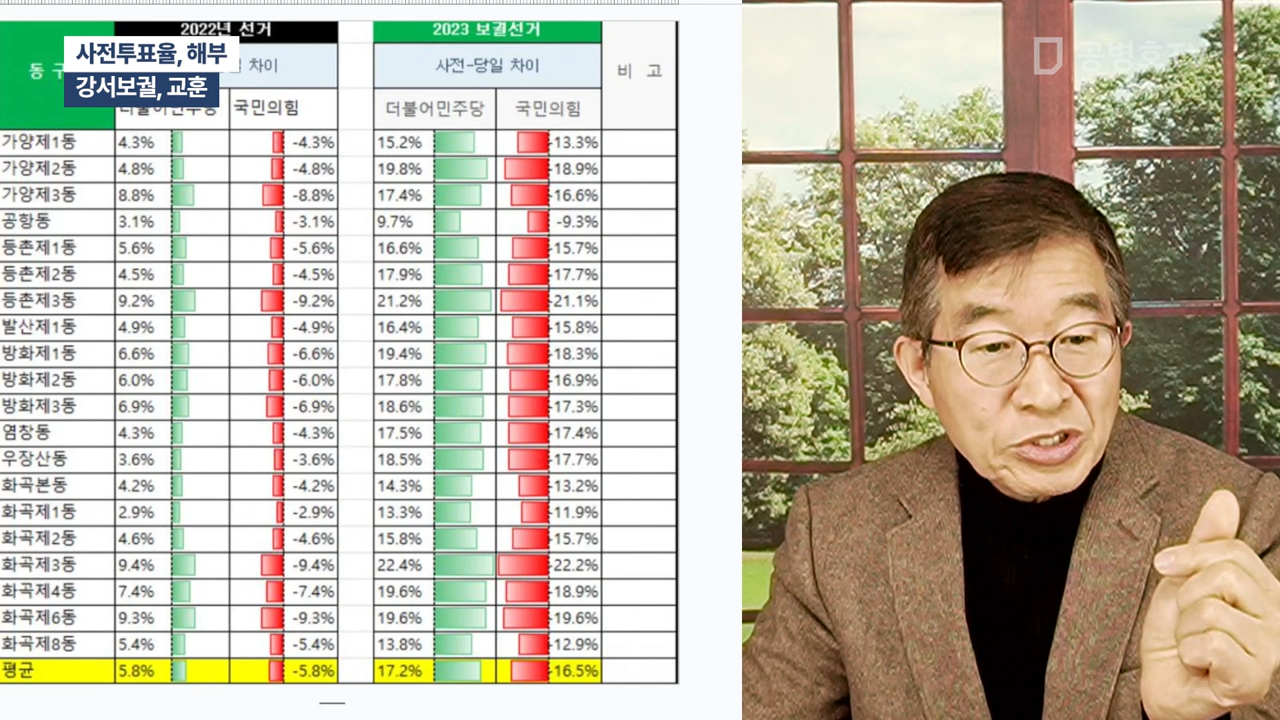 사전투표율, 해부
강서보궐, 교훈
2022년 선거
2023 보궐선거
동 구
일 차이
사전-당일 차이
비 고
더불어민주당 국민의힘
더불어민주당 국민의힘
가양제1동 4.3% -4.3% 15.2% -13.3%
가양제2동 4.8% -4.8% 19.8% -18.9%
가양제3동 8.8% -8.8% 17.4% -16.6%
공항동 3.1% -3.1% 9.7% -9.3%
등촌제1동 5.6% -5.6% 16.6% -15.7%
등촌제2동 4.5% -4.5% 17.9% -17.7%
등촌제3동 9.2% -9.2% 21.2% -21.1%
발산제1동 4.9% -4.9% 16.4% -15.8%
방화제1동 6.6% -6.6% 19.4% -18.3%
방화제2동 6.0% -6.0% 17.8% -16.9%
방화제3동 6.9% -6.9% 18.6% -17.3%
염창동 4.3% -4.3% 17.5% -17.4%
우장산동 3.6% -3.6% 18.5% -17.7%
화곡본동 4.2% -4.2% 14.3% -13.2%
화곡제1동 2.9% -2.9% 13.3% -11.9%
화곡제2동 4.6% -4.6% 15.8% -15.7%
화곡제3동 9.4% -9.4% 22.4% -22.2%
화곡제4동 7.4% -7.4% 19.6% -18.9%
화곡제6동 9.3% -9.3% 19.6% -19.6%
화곡제8동 5.4% -5.4% 13.8% -12.9%
평균 5.8% -5.8% 17.2% -16.5%
공병호